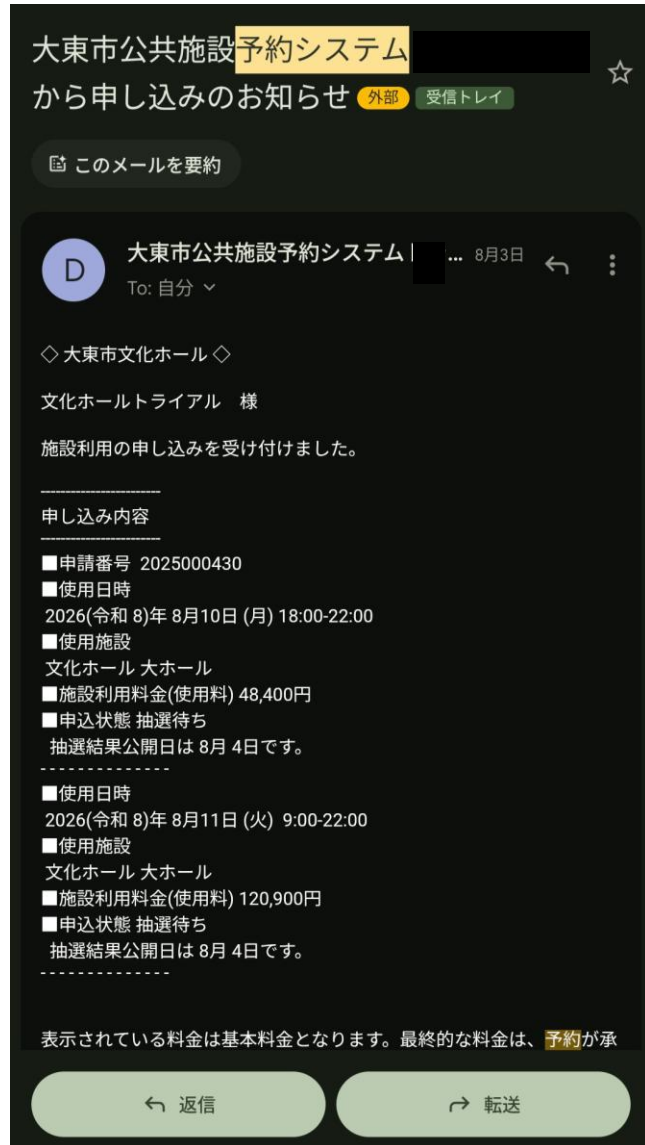 大東市公共施設予約システム
から申し込みのお知らせ 外部 受信トレイ
このメールを要約
D
大東市公共施設予約システム ... 8月3日
To: 自分
◇ 大東市文化ホール ◇
文化ホールトライアル　様
施設利用の申し込みを受け付けました。
------------------------
申し込み内容
------------------------
■申請番号 2025000430
■使用日時
2026(令和 8)年 8月10日 (月) 18:00-22:00
■使用施設
文化ホール 大ホール
■施設利用料金(使用料) 48,400円
■申込状態 抽選待ち
抽選結果公開日は 8月 4日です。
- - - - - - - - - - - - - -
■使用日時
2026(令和 8)年 8月11日 (火) 9:00-22:00
■使用施設
文化ホール 大ホール
■施設利用料金(使用料) 120,900円
■申込状態 抽選待ち
抽選結果公開日は 8月 4日です。
- - - - - - - - - - - - - -
表示されている料金は基本料金となります。最終的な料金は、予約が承
返信
転送